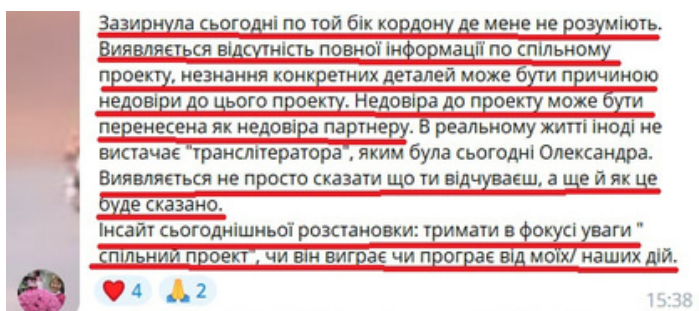 Зазирнула сьогодні по той бік кордону де мене не розуміють.
Виявляється відсутність повної інформації по спільному
проекту, незнання конкретних деталей може бути причиною
недовіри до цього проекту. Недовіра до проекту може бути
перенесена як недовіра партнеру. В реальному житті іноді не
вистачає "транслітератора", яким була сьогодні Олександра.
Виявляється не просто сказати що ти відчуваєш, а ще й як це
буде сказано.
Інсайт сьогоднішньої розстановки: тримати в фокусі уваги "
спільний проект", чи він виграє чи програє від моїх/ наших дій.
4 2
15:38